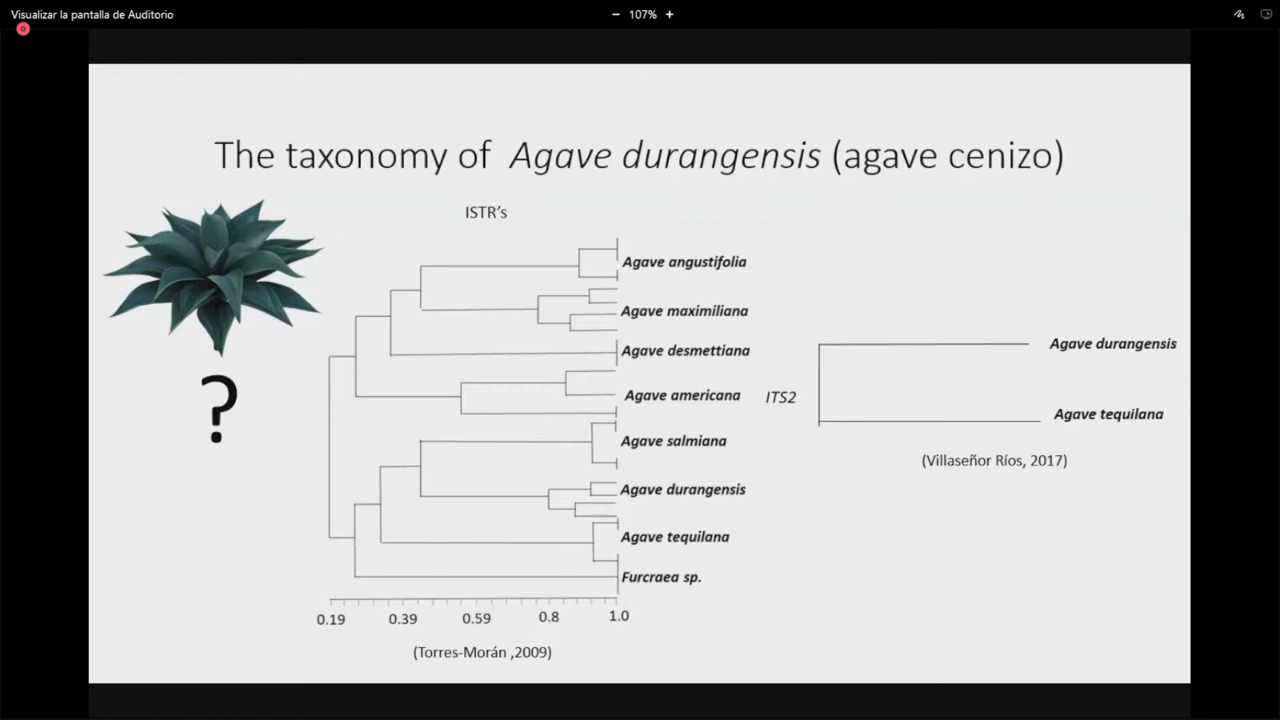 Visualizar la pantalla de Auditorio
− 107% +
The taxonomy of Agave durangensis (agave cenizo)
ISTR's
?
Agave angustifolia
Agave maximiliana
Agave desmettiana
Agave americana
Agave salmiana
Agave durangensis
Agave tequilana
Furcraea sp.
0.19 0.39 0.59 0.8 1.0
(Torres-Morán ,2009)
ITS2
Agave durangensis
Agave tequilana
(Villaseñor Ríos, 2017)